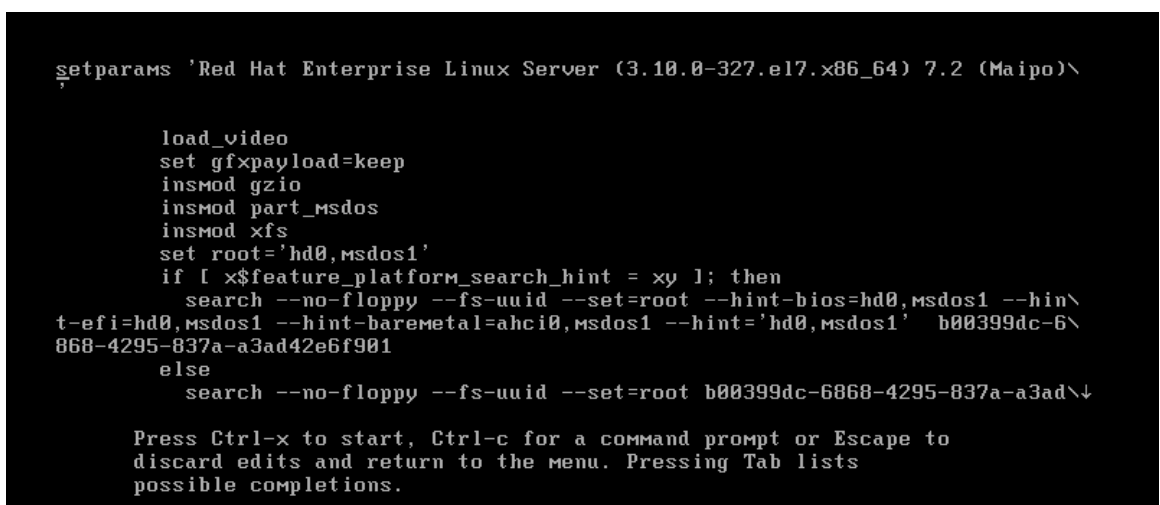 setparams 'Red Hat Enterprise Linux Server (3.10.0-327.el7.x86_64) 7.2 (Maipo)\
'
load_video
set gfxpayload=keep
insmod gzio
insmod part_msdos
insmod xfs
set root='hd0,msdos1'
if [ x$feature_platform_search_hint = xy ]; then
search --no-floppy --fs-uuid --set=root --hint-bios=hd0,msdos1 --hin\
t-efi=hd0,msdos1 --hint-baremetal=ahci0,msdos1 --hint='hd0,msdos1'  b00399dc-6\
868-4295-837a-a3ad42e6f901
else
search --no-floppy --fs-uuid --set=root b00399dc-6868-4295-837a-a3ad\↓
Press Ctrl-x to start, Ctrl-c for a command prompt or Escape to
discard edits and return to the menu. Pressing Tab lists
possible completions.